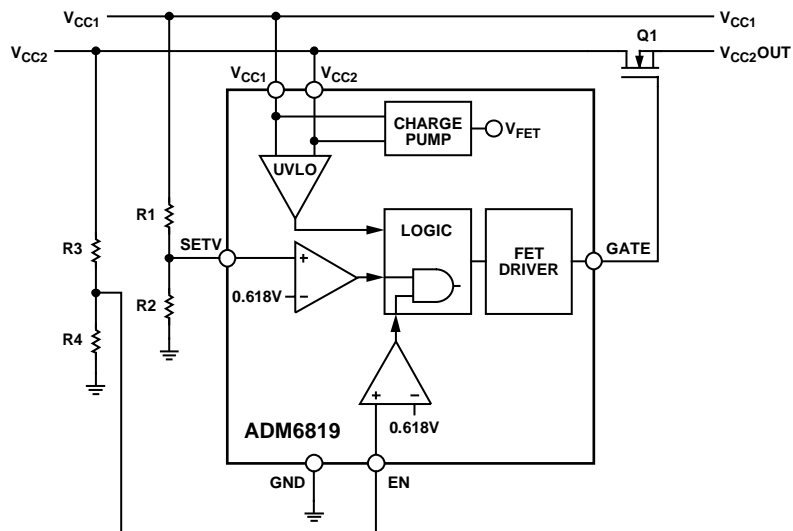 VCC1
VCC1
Q1
VCC2
VCC2OUT
VCC1
VCC2
CHARGE
PUMP
VFET
UVLO
R1
LOGIC
SETV
R3
FET
DRIVER
GATE
+
−
0.618V
R2
R4
+
−
0.618V
ADM6819
GND
EN